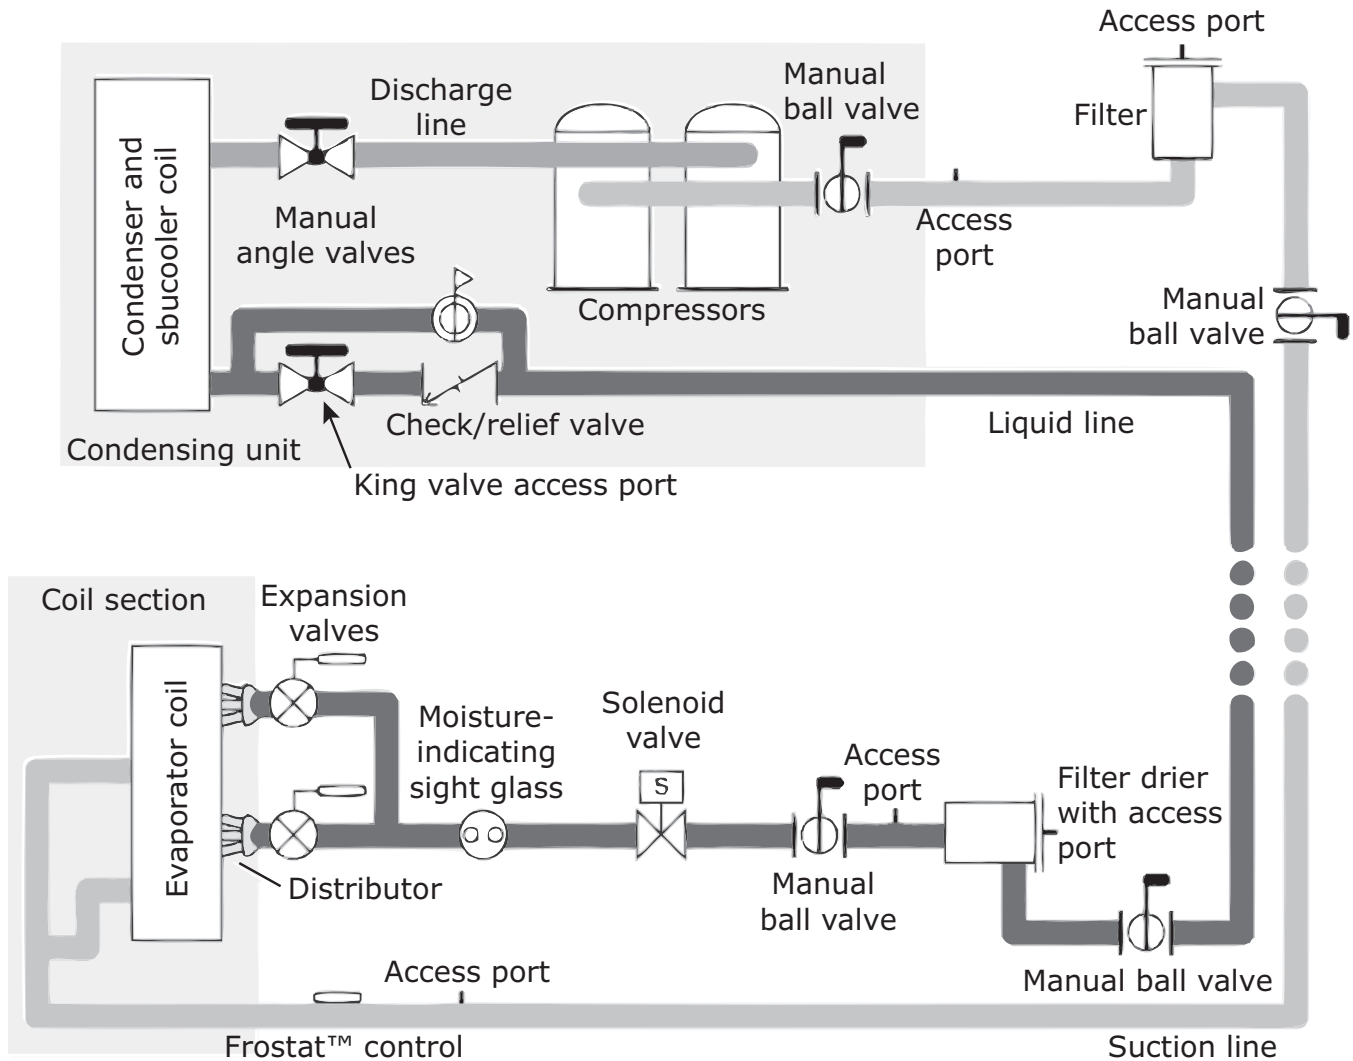 Access port
Manual
ball valve
Discharge
line
Filter
Condenser and
sbucooler coil
Manual
angle valves
Access
port
Compressors
Manual
ball valve
Check/relief valve
Liquid line
Condensing unit
King valve access port
Coil section
Expansion
valves
Evaporator coil
Moisture-
indicating
sight glass
Solenoid
valve
S
Access
port
Filter drier
with access
port
Distributor
Manual
ball valve
Manual ball valve
Access port
Frostat™ control
Suction line